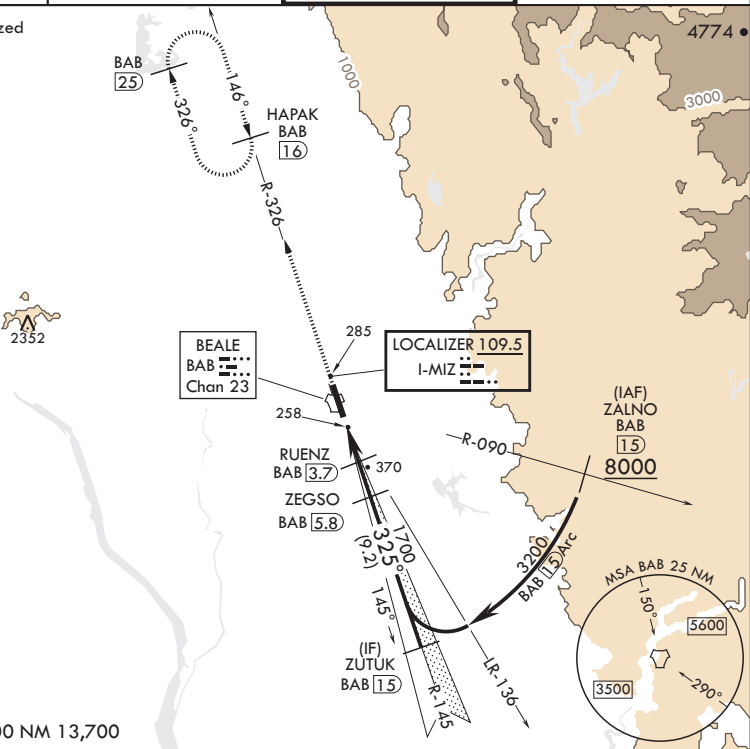 zed
4774
BAB
25
326°
146°
1000
3000
HAPAK
BAB
16
R-326
2352
285
BEALE
BAB
Chan 23
LOCALIZER 109.5
I-MIZ
(IAF)
ZALNO
BAB
15
8000
R-090
258
RUENZ
BAB 3.7
370
ZEGSO
BAB 5.8
1700
325°
(9.2)
3200
BAB 15 Arc
145°
(IF)
ZUTUK
BAB 15
R-145
LR-136
MSA BAB 25 NM
150°
5600
3500
290°
00 NM 13,700